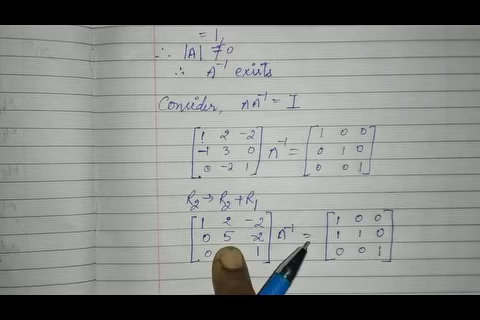 = 1,
∴ |A| ≠ 0
∴ A⁻¹ exists
Consider, AA⁻¹ = I
[1 2 -2; -1 3 0; 0 -2 1] A⁻¹ = [1 0 0; 0 1 0; 0 0 1]
R₂ → R₂ + R₁
[1 2 -2; 0 5 -2; 0 1] A⁻¹ = [1 0 0; 1 1 0; 0 0 1]